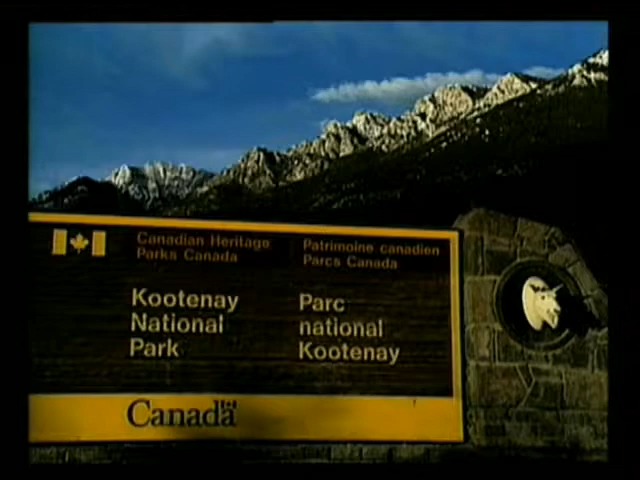 Canadian Heritage
Parks Canada
Patrimoine canadien
Parcs Canada
Kootenay
National
Park
Parc
national
Kootenay
Canada